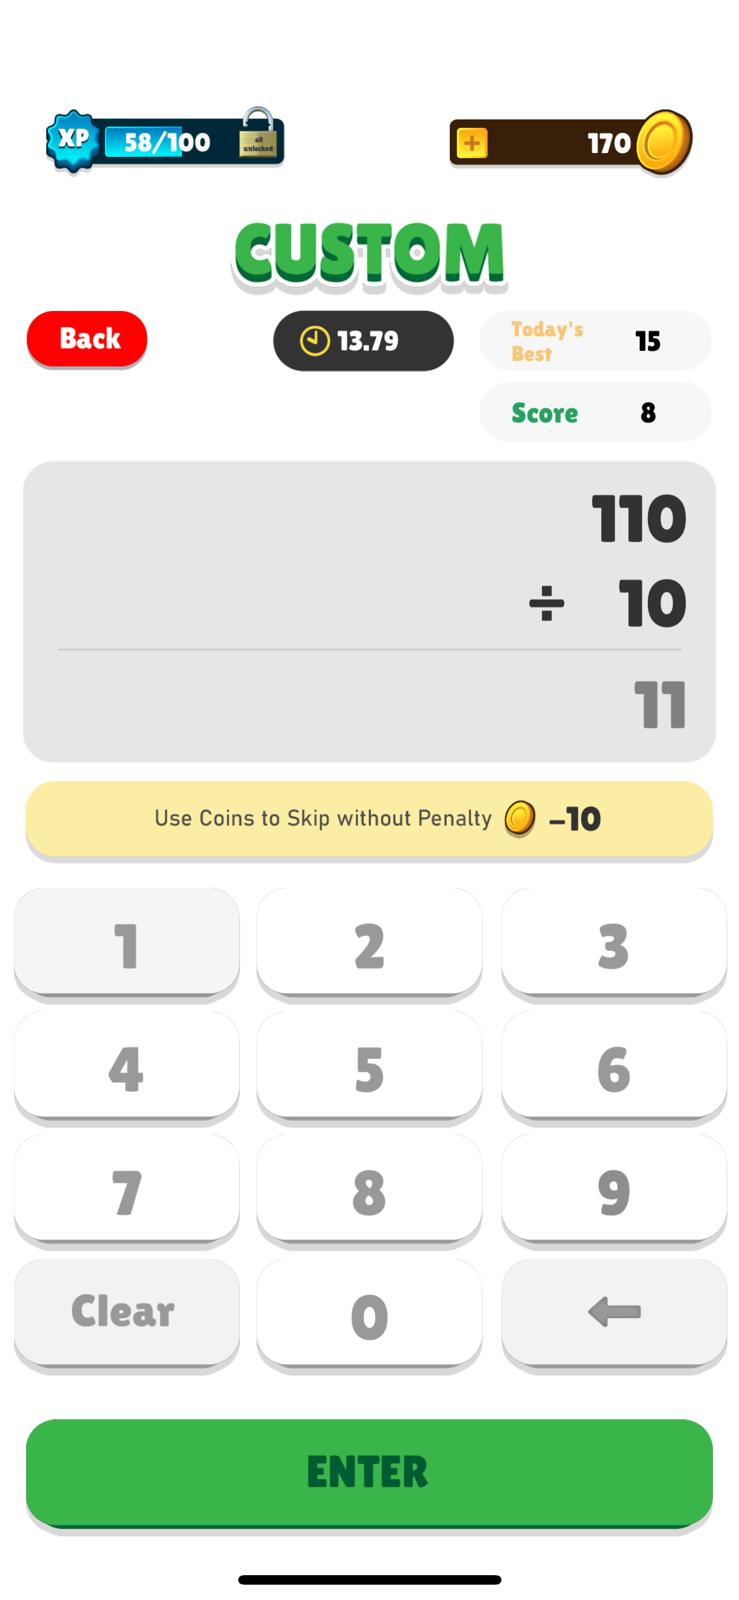 XP 58/100 all unlocked
+ 170
CUSTOM
Back
13.79
Today's Best 15
Score 8
110
÷ 10
11
Use Coins to Skip without Penalty –10
1 2 3
4 5 6
7 8 9
Clear 0 ←
ENTER